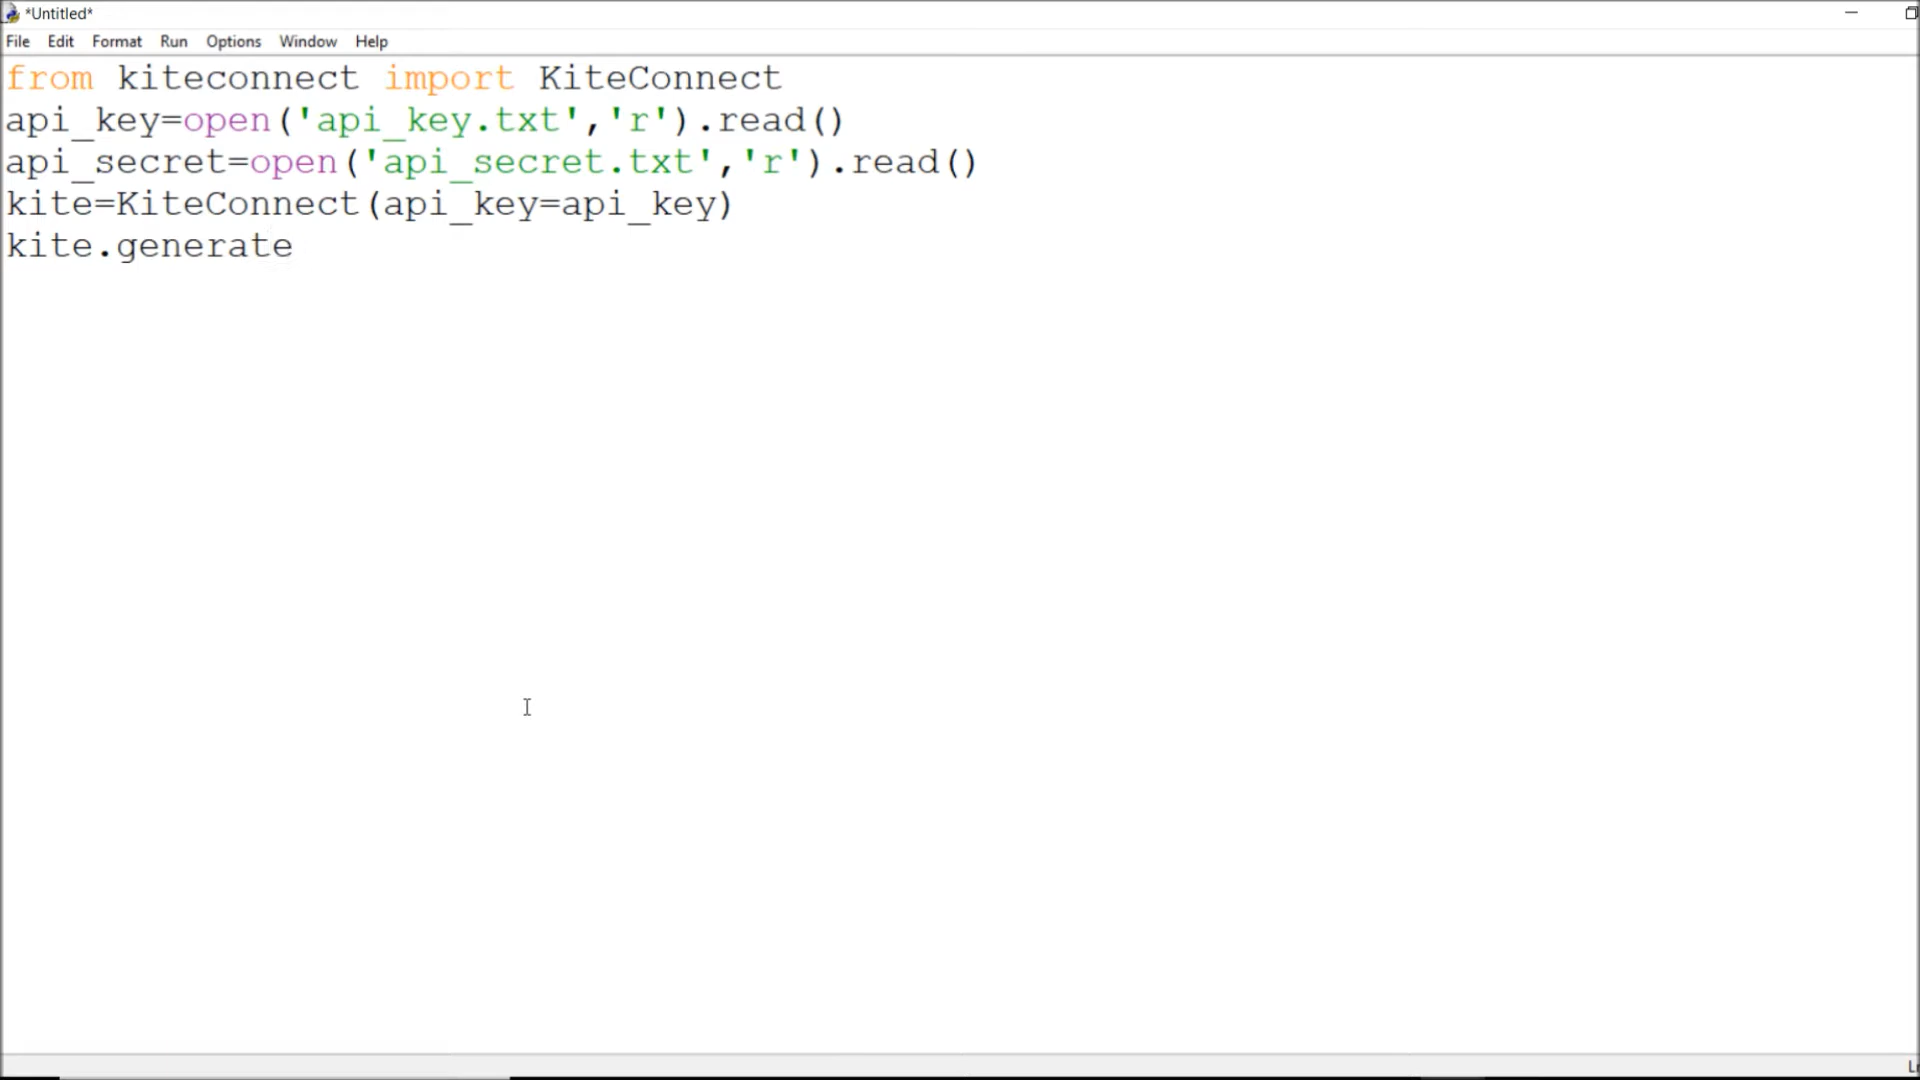 *Untitled*
File Edit Format Run Options Window Help
from kiteconnect import KiteConnect
api_key=open('api_key.txt','r').read()
api_secret=open('api_secret.txt','r').read()
kite=KiteConnect(api_key=api_key)
kite.generate